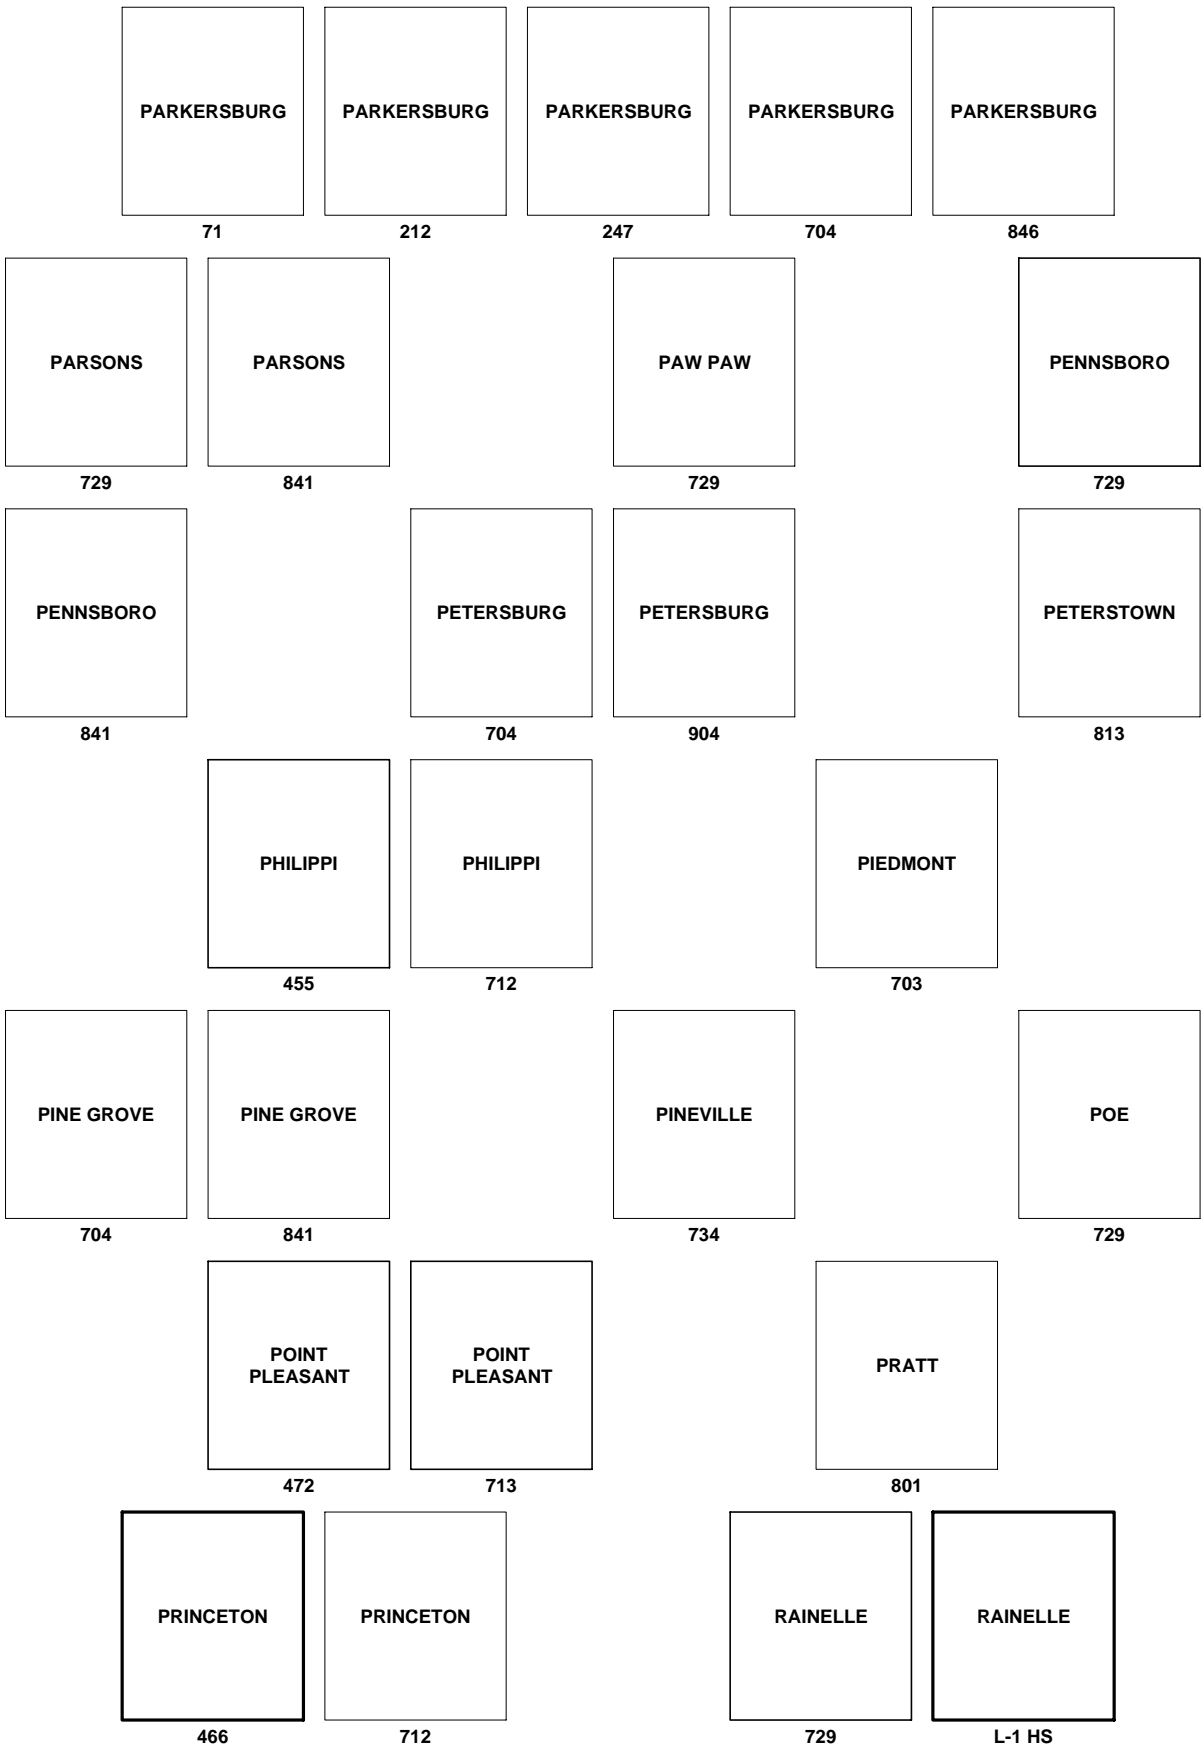 PARKERSBURG PARKERSBURG PARKERSBURG PARKERSBURG PARKERSBURG
71 212 247 704 846
PARSONS PARSONS PAW PAW PENNSBORO
729 841 729 729
PENNSBORO PETERSBURG PETERSBURG PETERSTOWN
841 704 904 813
PHILIPPI PHILIPPI PIEDMONT
455 712 703
PINE GROVE PINE GROVE PINEVILLE POE
704 841 734 729
POINT POINT
PLEASANT PLEASANT PRATT
472 713 801
PRINCETON PRINCETON RAINELLE RAINELLE
466 712 729 L-1 HS